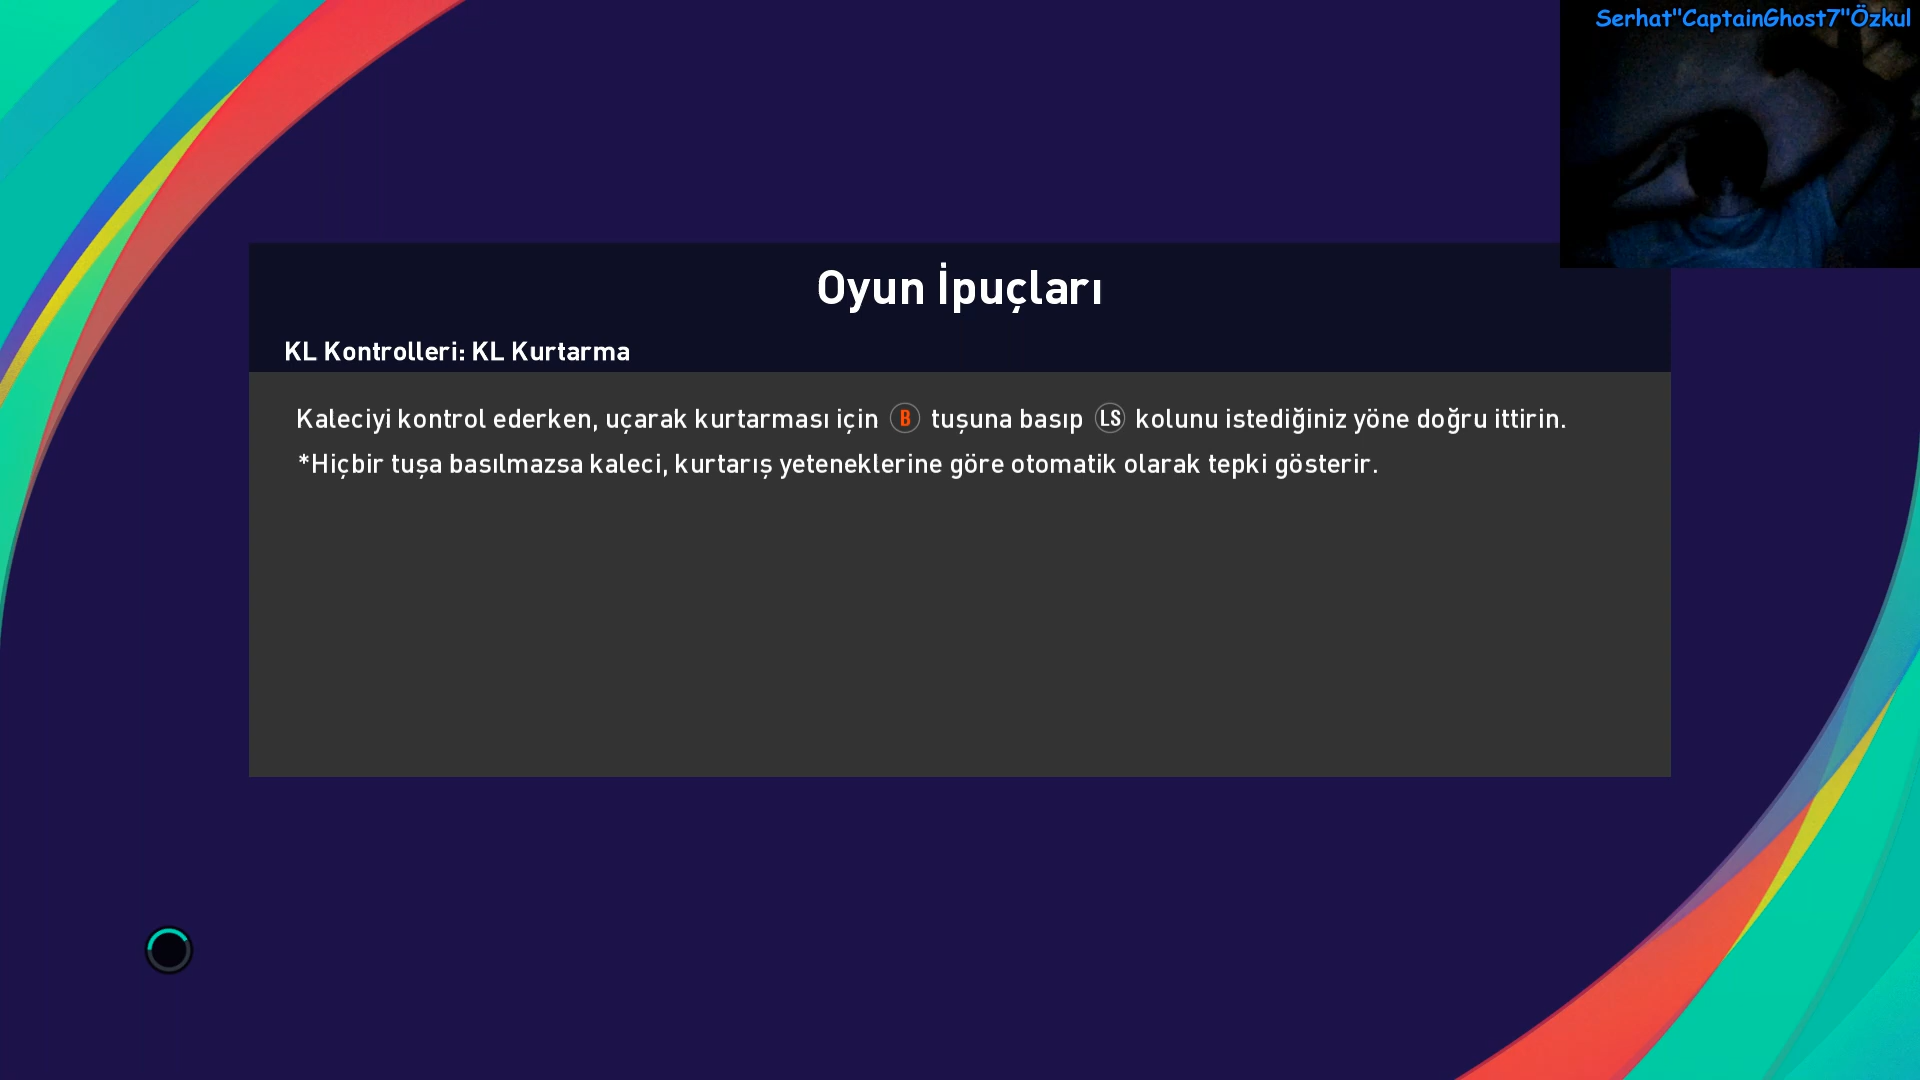 Serhat"CaptainGhost7"Özkul
Oyun İpuçları
KL Kontrolleri: KL Kurtarma
Kaleciyi kontrol ederken, uçarak kurtarması için B tuşuna basıp LS kolunu istediğiniz yöne doğru ittirin.
*Hiçbir tuşa basılmazsa kaleci, kurtarış yeteneklerine göre otomatik olarak tepki gösterir.